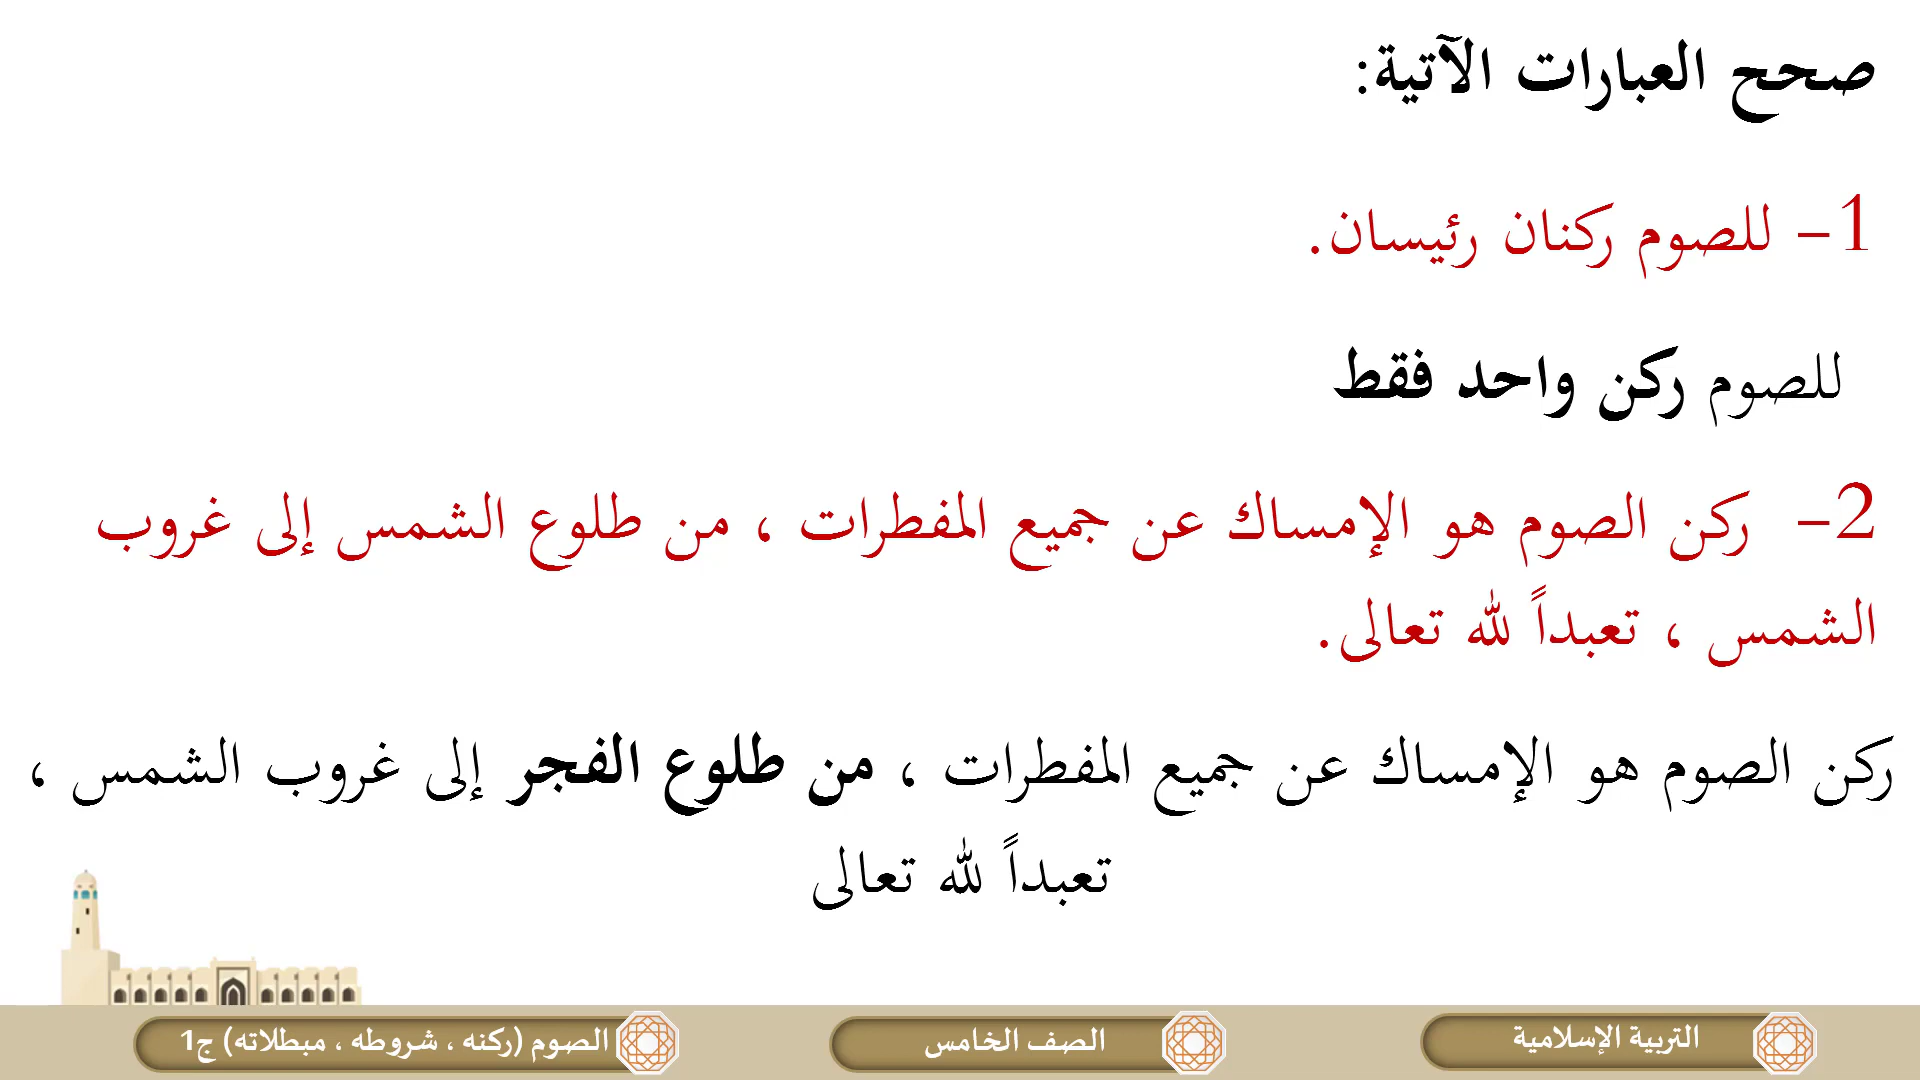 صحح العبارات الآتية:
1- للصوم ركنان رئيسان.
للصوم ركن واحد فقط
2- ركن الصوم هو الإمساك عن جميع المفطرات ، من طلوع الشمس إلى غروب
الشمس ، تعبداً لله تعالى.
ركن الصوم هو الإمساك عن جميع المفطرات ، من طلوع الفجر إلى غروب الشمس ،
تعبداً لله تعالى
التربية الإسلامية
الصف الخامس
الصوم (ركنه ، شروطه ، مبطلاته) ج1